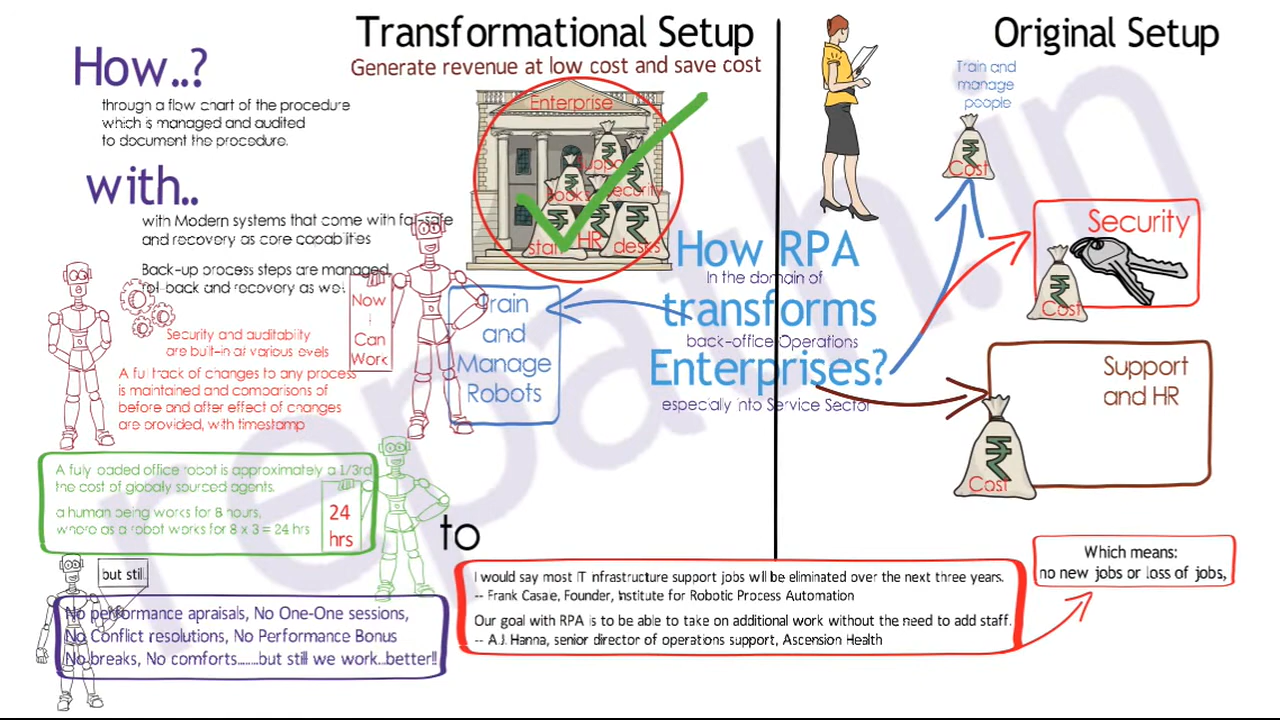 How..?
through a flow chart of the procedure
which is managed and audited
to document the procedure.
with..
with Modern systems that come with fail-safe
and recovery as core capabilities
Back-up process steps are managed,
roll-back and recovery as well
Security and auditability
are built-in at various levels
A full track of changes to any process
is maintained and comparisons of
before and after effect of changes
are provided, with timestamp
Now
I
Can
Work
A fully loaded office robot is approximately a 1/3rd
the cost of globally sourced agents.
a human being works for 8 hours,
where as a robot works for 8 x 3 = 24 hrs
24
hrs
but still
No performance apraisals, No One-One sessions,
No Conflict resolutions, No Performance Bonus
No breaks, No comforts........but still we work...better!!
Transformational Setup
Generate revenue at low cost and save cost
Enterprise
Support
Books
Security
staff
HR
desks
Train
and
Manage
Robots
How RPA
In the domain of
transforms
back-office Operations
Enterprises?
especially into Service Sector
to
I would say most IT infrastructure support jobs will be eliminated over the next three years.
-- Frank Casale, Founder, Institute for Robotic Process Automation
Our goal with RPA is to be able to take on additional work without the need to add staff.
-- A.J. Hanna, senior director of operations support, Ascension Health
Original Setup
Train and
manage
people
Cost
Security
Cost
Support
and HR
Cost
Which means:
no new jobs or loss of jobs,
repath.in